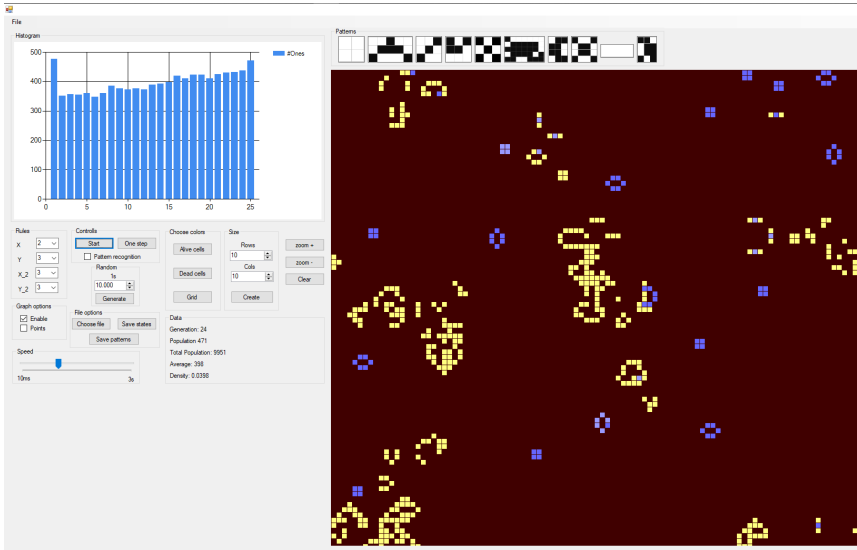 File
Histogram
Patterns
500
400
300
200
100
0
0 5 10 15 20 25
#Ones
Rules
X 2
Y 3
X_2 3
Y_2 3
Controlls
Start One step
Pattern recognition
Random
1s
10.000
Generate
Choose colors
Alive cells
Dead cells
Grid
Size
Rows
10
Cols
10
Create
zoom +
zoom -
Clear
Graph options
Enable
Points
File options
Choose file Save states
Save patterns
Data
Generation: 24
Population 471
Total Population: 9951
Average: 398
Density: 0.0398
Speed
10ms 3s